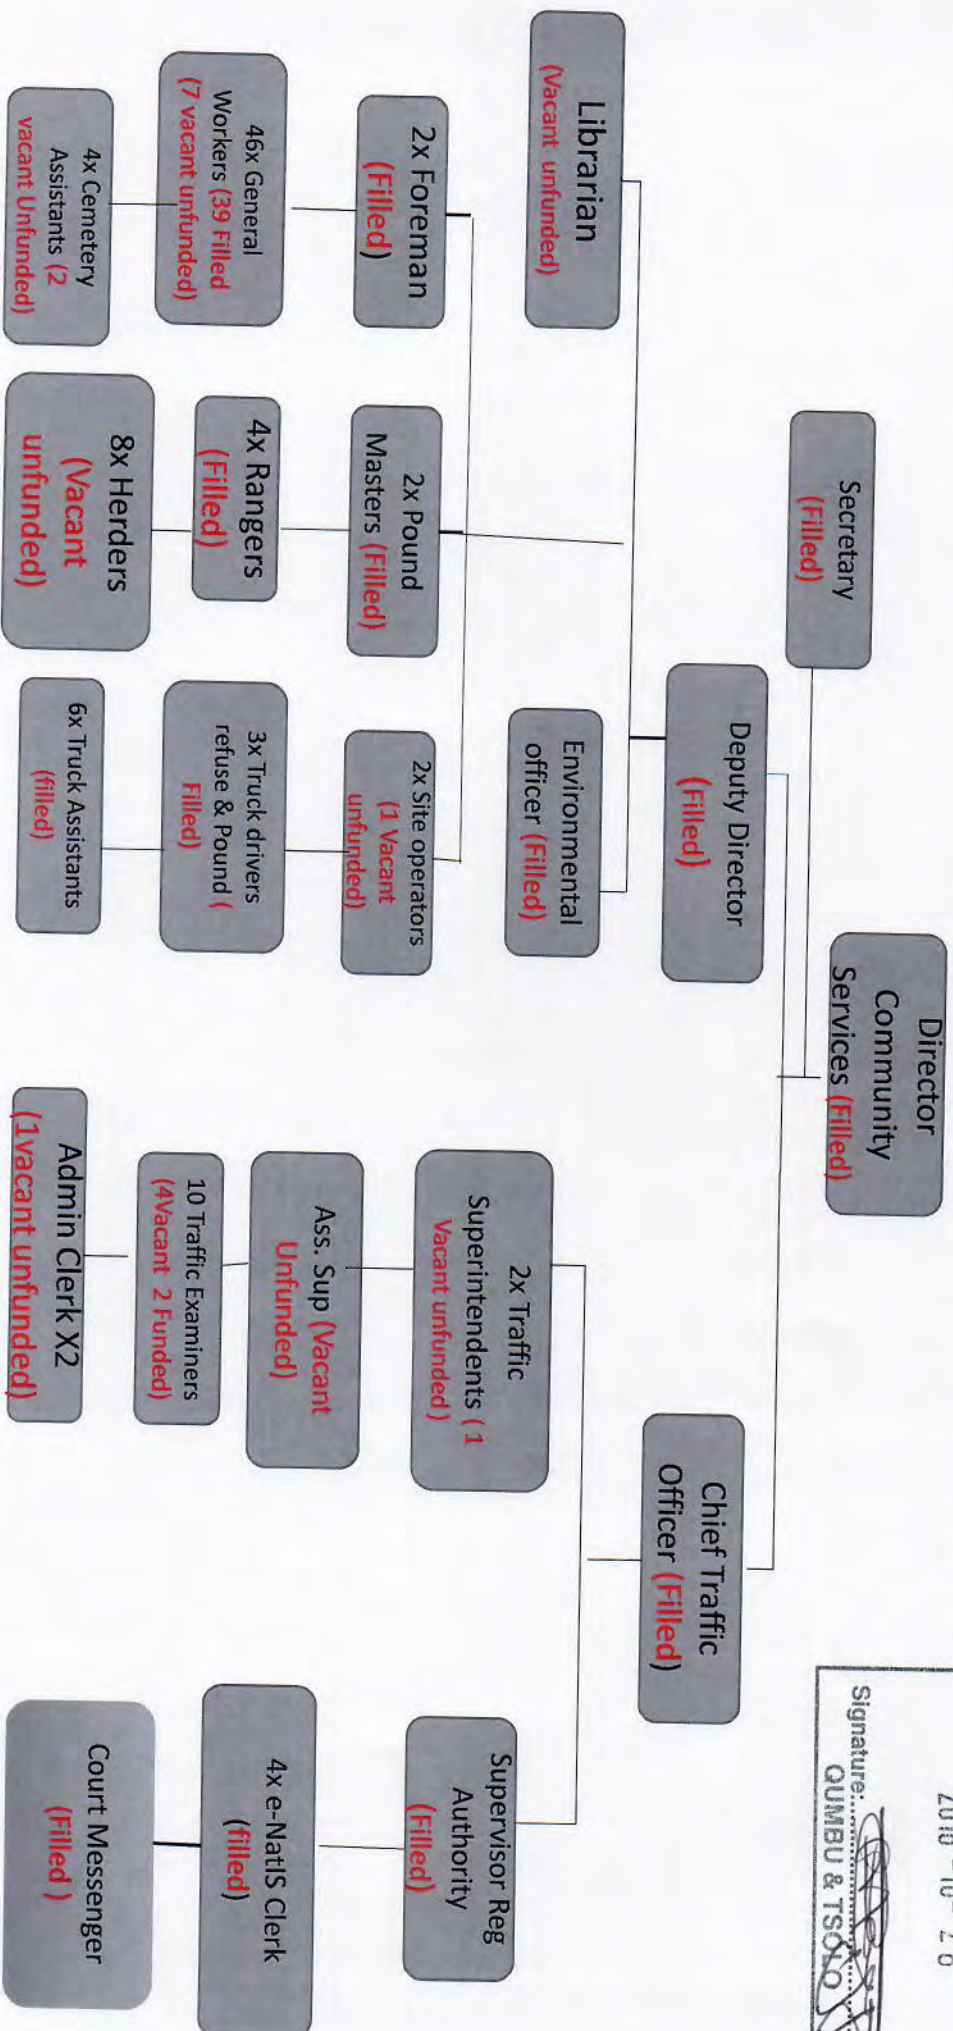 Director
Community
Services (Filled)
Secretary
(Filled)
Deputy Director
(Filled)
Chief Traffic
Officer (Filled)
Librarian
(Vacant unfunded)
Environmental
officer (Filled)
2x Foreman
(Filled)
46x General
Workers (39 Filled
(7 vacant unfunded)
4x Cemetery
Assistants (2
vacant Unfunded)
2x Pound
Masters (Filled)
4x Rangers
(Filled)
8x Herders
(Vacant
unfunded)
2x Site operators
(1 Vacant
unfunded)
3x Truck drivers
refuse & Pound (
Filled)
6x Truck Assistants
(filled)
2x Traffic
Superintendents ( 1
Vacant unfunded )
Ass. Sup (Vacant
Unfunded)
10 Traffic Examiners
(4Vacant 2 Funded)
Admin Clerk X2
(1vacant unfunded)
Supervisor Reg
Authority
(Filled)
4x e-NatIS Clerk
(filled)
Court Messenger
(Filled )
Signature:
QUMBU & TSOLO